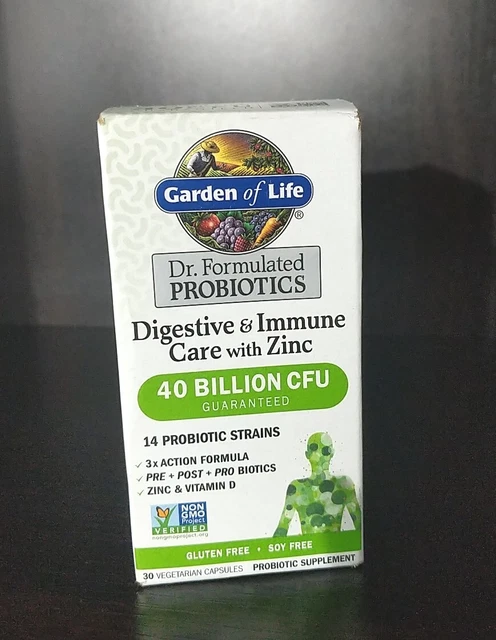 Garden of Life
®
Dr. Formulated
PROBIOTICS
Digestive & Immune
Care with Zinc
40 BILLION CFU
GUARANTEED
14 PROBIOTIC STRAINS
3x ACTION FORMULA
PRE + POST + PRO BIOTICS
ZINC & VITAMIN D
NON
GMO
Project
VERIFIED
nongmoproject.org
GLUTEN FREE • SOY FREE
30 VEGETARIAN CAPSULES PROBIOTIC SUPPLEMENT